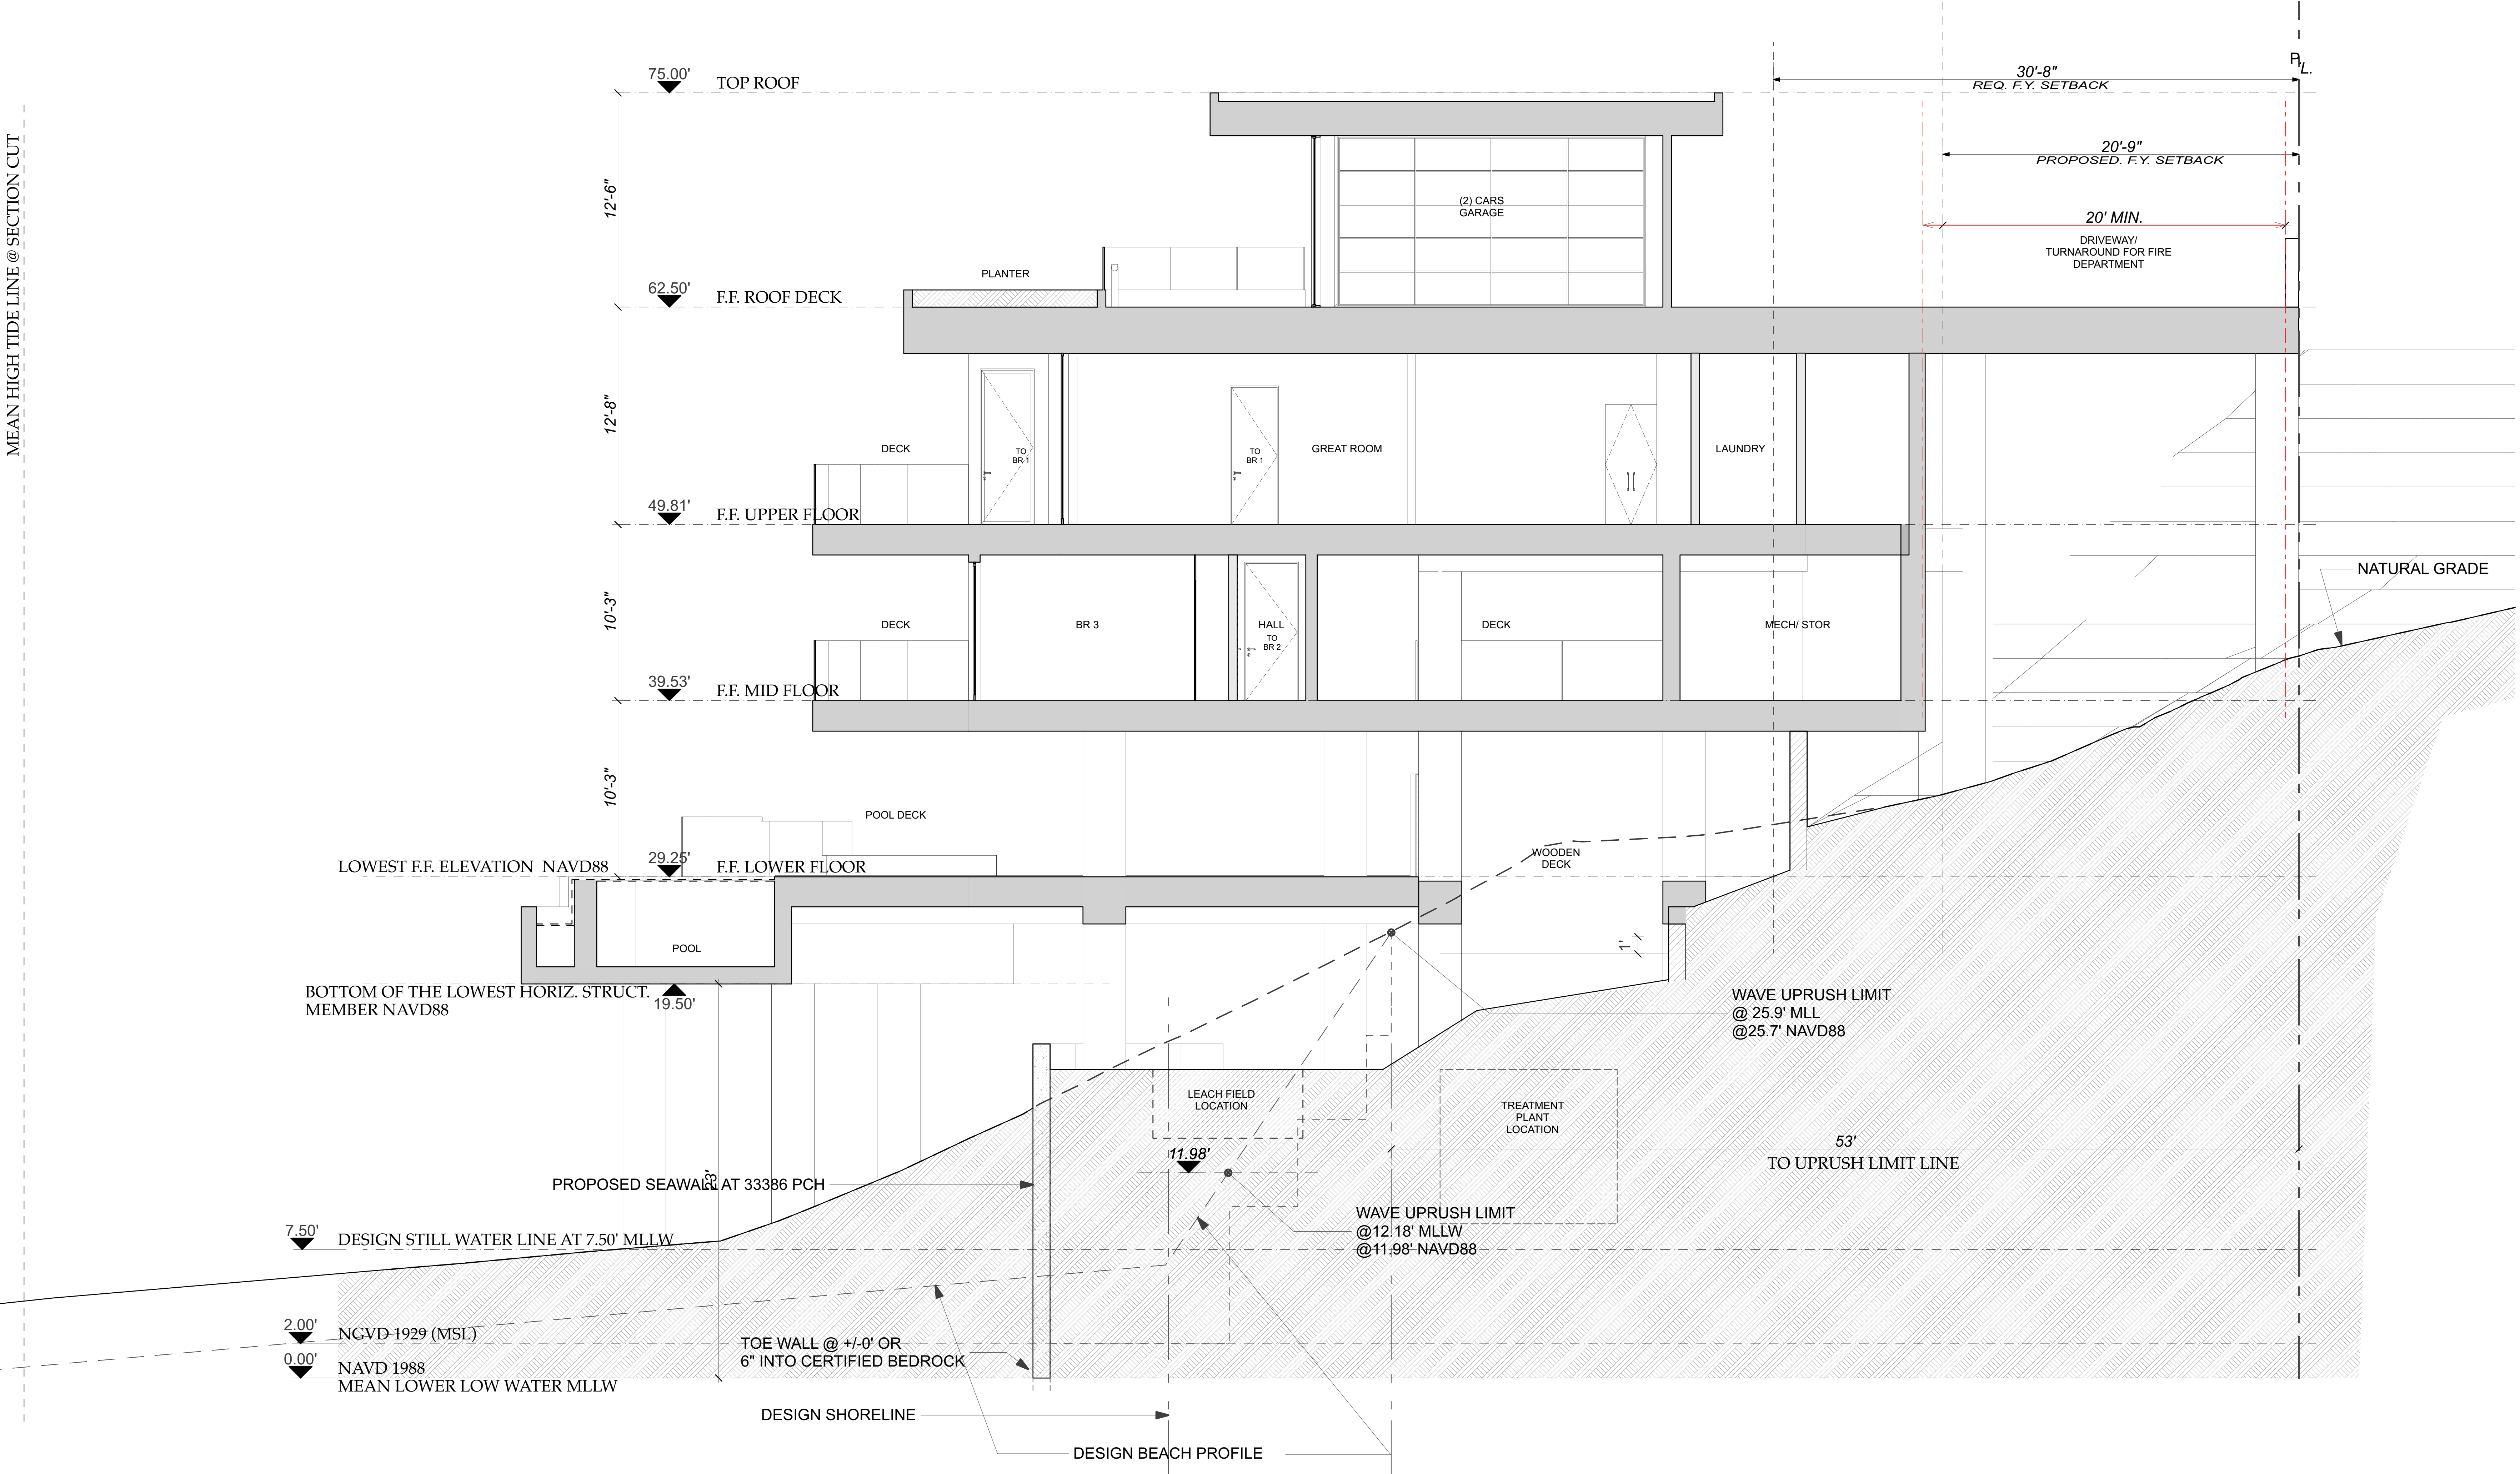 P.L.
30'-8"
REQ. F.Y. SETBACK
75.00'
TOP ROOF
MEAN HIGH TIDE LINE @ SECTION CUT
20'-9"
PROPOSED. F.Y. SETBACK
12'-6"
(2) CARS
GARAGE
20' MIN.
DRIVEWAY/
TURNAROUND FOR FIRE
DEPARTMENT
PLANTER
62.50'
F.F. ROOF DECK
12'-8"
DECK
TO
BR 1
TO
BR 1
GREAT ROOM
LAUNDRY
49.81'
F.F. UPPER FLOOR
NATURAL GRADE
10'-3"
DECK
BR 3
HALL
TO
BR 2
DECK
MECH/ STOR
39.53'
F.F. MID FLOOR
10'-3"
POOL DECK
WOODEN
DECK
LOWEST F.F. ELEVATION NAVD88
29.25'
F.F. LOWER FLOOR
POOL
1'
BOTTOM OF THE LOWEST HORIZ. STRUCT.
MEMBER NAVD88
19.50'
WAVE UPRUSH LIMIT
@ 25.9' MLL
@25.7' NAVD88
LEACH FIELD
LOCATION
TREATMENT
PLANT
LOCATION
11.98'
53'
TO UPRUSH LIMIT LINE
PROPOSED SEAWALL AT 33386 PCH
WAVE UPRUSH LIMIT
@12.18' MLLW
@11.98' NAVD88
7.50'
DESIGN STILL WATER LINE AT 7.50' MLLW
2.00'
NGVD 1929 (MSL)
TOE WALL @ +/-0' OR
6" INTO CERTIFIED BEDROCK
0.00'
NAVD 1988
MEAN LOWER LOW WATER MLLW
DESIGN SHORELINE
DESIGN BEACH PROFILE